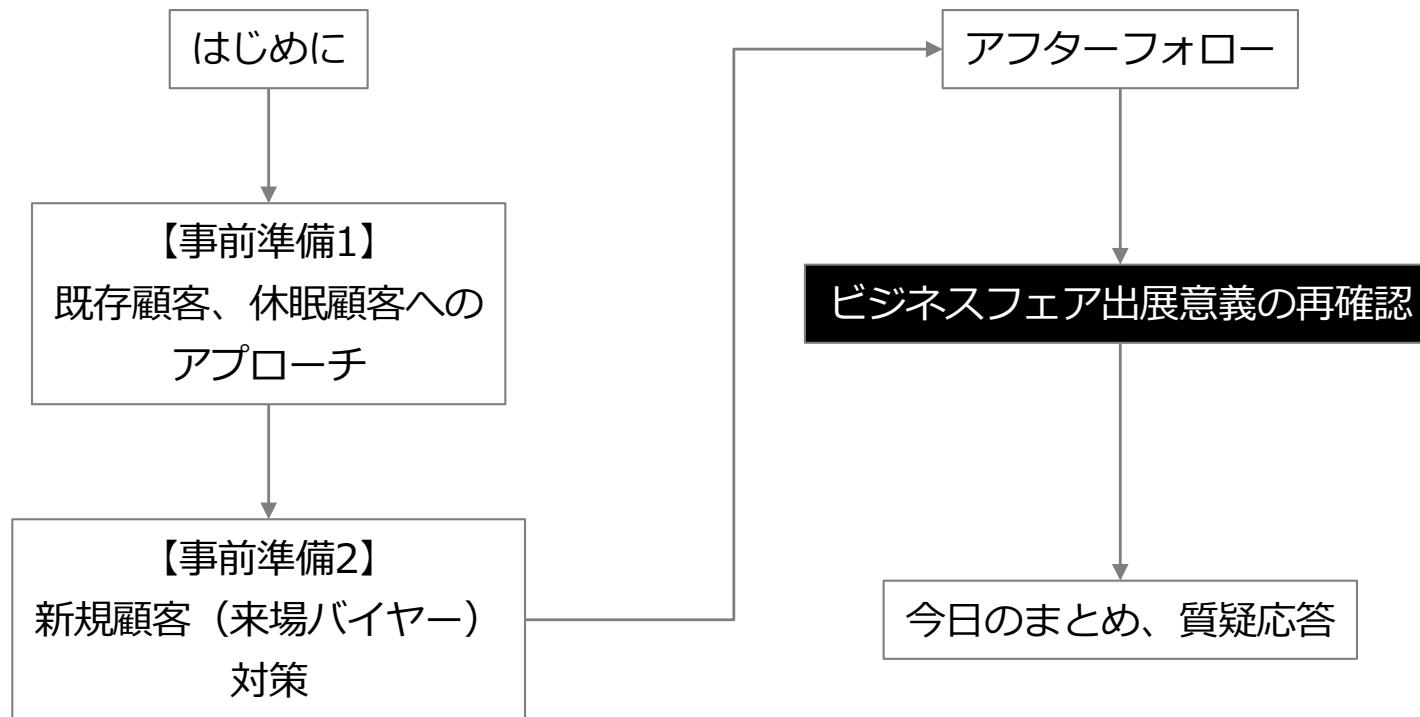 はじめに
【事前準備1】
既存顧客、休眠顧客への
アプローチ
【事前準備2】
新規顧客（来場バイヤー）
対策
アフターフォロー
ビジネスフェア出展意義の再確認
今日のまとめ、質疑応答